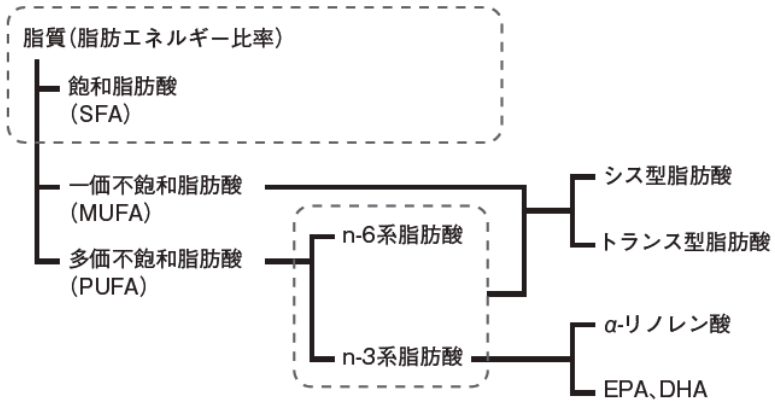 脂質(脂肪エネルギー比率)
飽和脂肪酸
(SFA)
一価不飽和脂肪酸
(MUFA)
多価不飽和脂肪酸
(PUFA)
n-6系脂肪酸
n-3系脂肪酸
シス型脂肪酸
トランス型脂肪酸
α-リノレン酸
EPA、DHA